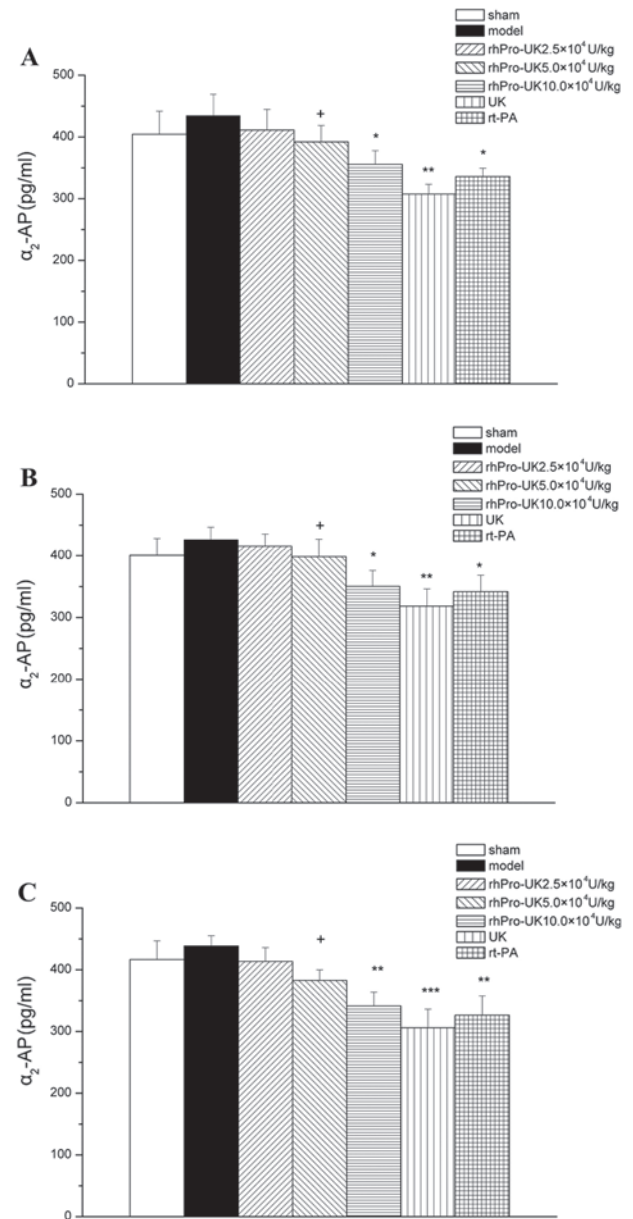 sham
model
rhPro-UK2.5×10⁴U/kg
rhPro-UK5.0×10⁴U/kg
rhPro-UK10.0×10⁴U/kg
UK
rt-PA
A
500
400
300
200
100
0
α₂-AP(pg/ml)
+
*
**
*
sham
model
rhPro-UK2.5×10⁴U/kg
rhPro-UK5.0×10⁴U/kg
rhPro-UK10.0×10⁴U/kg
UK
rt-PA
B
500
400
300
200
100
0
α₂-AP(pg/ml)
+
*
**
*
sham
model
rhPro-UK2.5×10⁴U/kg
rhPro-UK5.0×10⁴U/kg
rhPro-UK10.0×10⁴U/kg
UK
rt-PA
C
500
400
300
200
100
0
α₂-AP(pg/ml)
+
**
***
**